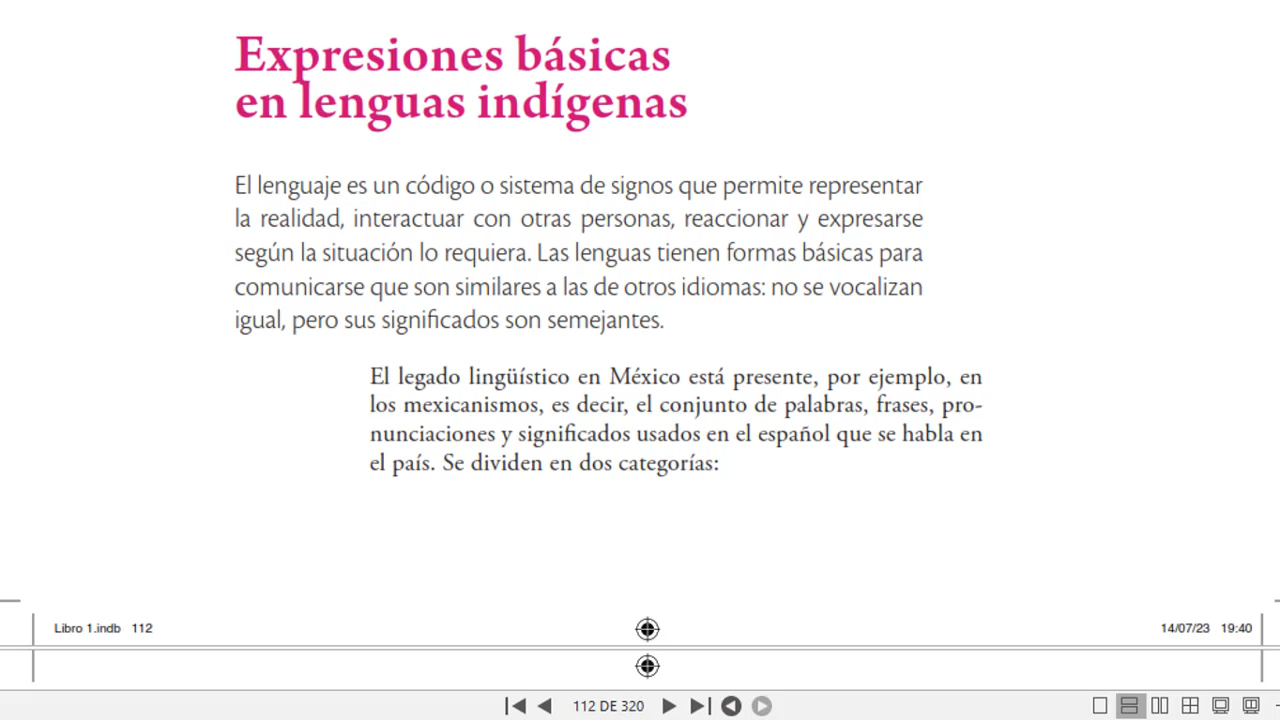 Expresiones básicas
en lenguas indígenas
El lenguaje es un código o sistema de signos que permite representar
la realidad, interactuar con otras personas, reaccionar y expresarse
según la situación lo requiera. Las lenguas tienen formas básicas para
comunicarse que son similares a las de otros idiomas: no se vocalizan
igual, pero sus significados son semejantes.
El legado lingüístico en México está presente, por ejemplo, en
los mexicanismos, es decir, el conjunto de palabras, frases, pro-
nunciaciones y significados usados en el español que se habla en
el país. Se dividen en dos categorías:
Libro 1.indb 112
14/07/23 19:40
112 DE 320